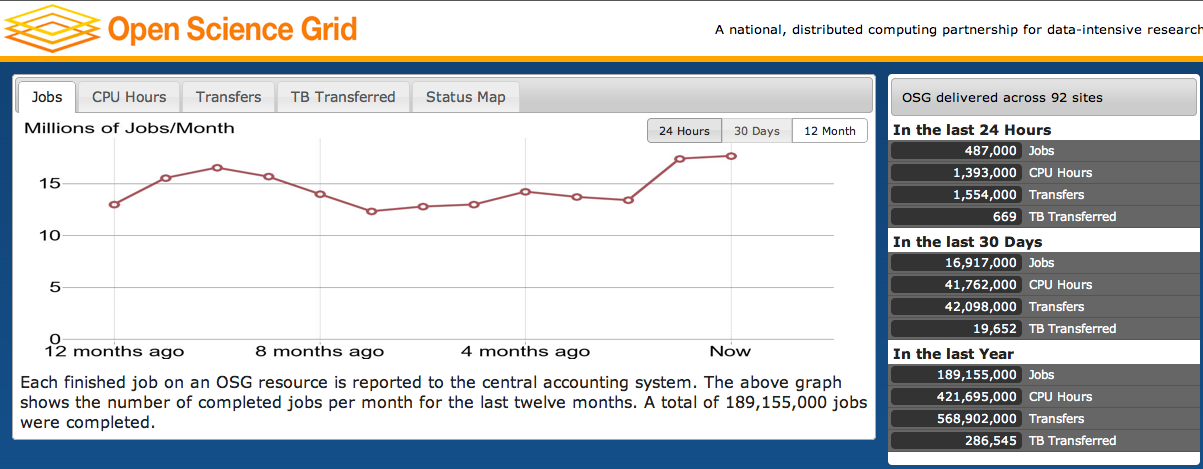 Open Science Grid
A national, distributed computing partnership for data-intensive research
Jobs
CPU Hours
Transfers
TB Transferred
Status Map
Millions of Jobs/Month
24 Hours
30 Days
12 Month
15
10
5
0
12 months ago
8 months ago
4 months ago
Now
Each finished job on an OSG resource is reported to the central accounting system. The above graph
shows the number of completed jobs per month for the last twelve months. A total of 189,155,000 jobs
were completed.
OSG delivered across 92 sites
In the last 24 Hours
487,000 Jobs
1,393,000 CPU Hours
1,554,000 Transfers
669 TB Transferred
In the last 30 Days
16,917,000 Jobs
41,762,000 CPU Hours
42,098,000 Transfers
19,652 TB Transferred
In the last Year
189,155,000 Jobs
421,695,000 CPU Hours
568,902,000 Transfers
286,545 TB Transferred